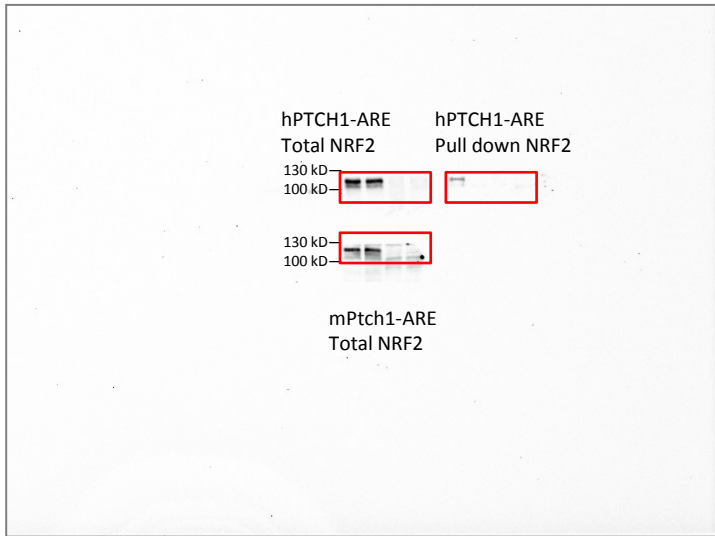 hPTCH1-ARE
Total NRF2
hPTCH1-ARE
Pull down NRF2
130 kD
100 kD
130 kD
100 kD
mPtch1-ARE
Total NRF2